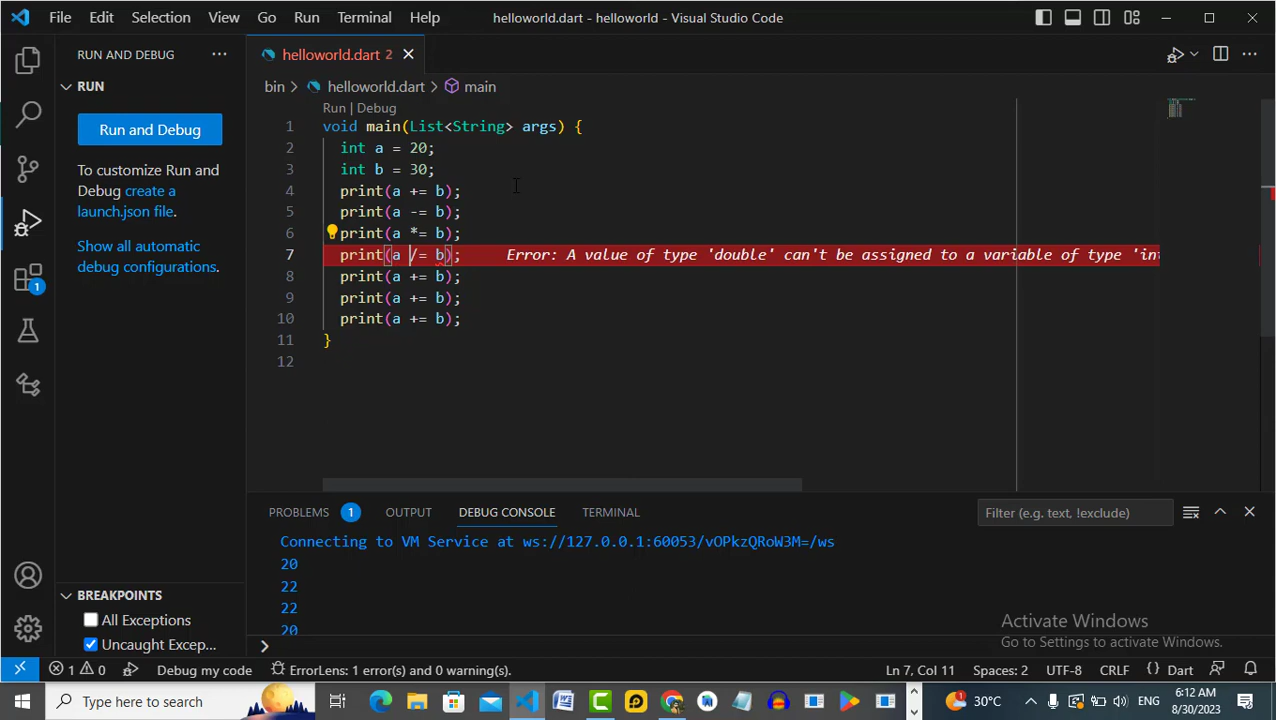 File Edit Selection View Go Run Terminal Help helloworld.dart - helloworld - Visual Studio Code
RUN AND DEBUG ···
helloworld.dart 2
RUN
bin > helloworld.dart > main
Run and Debug
Run | Debug
To customize Run and
Debug create a
launch.json file.
Show all automatic
debug configurations.
1 void main(List<String> args) {
2 int a = 20;
3 int b = 30;
4 print(a += b);
5 print(a -= b);
6 print(a *= b);
7 print(a /= b); Error: A value of type 'double' can't be assigned to a variable of type 'in
8 print(a += b);
9 print(a += b);
10 print(a += b);
11 }
12
1
PROBLEMS 1 OUTPUT DEBUG CONSOLE TERMINAL Filter (e.g. text, !exclude)
Connecting to VM Service at ws://127.0.0.1:60053/vOPkzQRoW3M=/ws
20
22
22
20
BREAKPOINTS
All Exceptions
Uncaught Excep...
Activate Windows
Go to Settings to activate Windows.
1 0 Debug my code ErrorLens: 1 error(s) and 0 warning(s). Ln 7, Col 11 Spaces: 2 UTF-8 CRLF {} Dart
Type here to search 30°C ENG 6:12 AM
8/30/2023